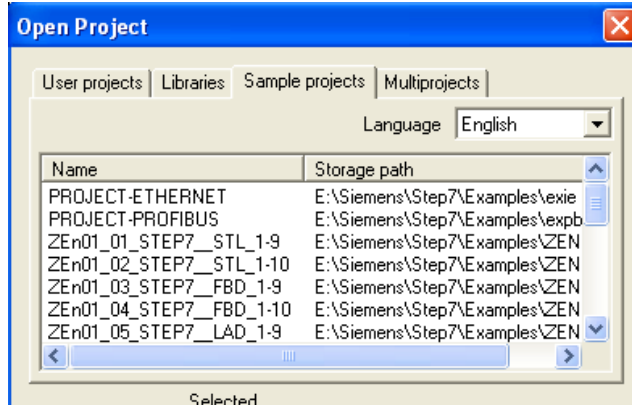 Open Project
User projects Libraries Sample projects Multiprojects
Language English
Name Storage path
PROJECT-ETHERNET E:\Siemens\Step7\Examples\exie
PROJECT-PROFIBUS E:\Siemens\Step7\Examples\expb
ZEn01_01_STEP7__STL_1-9 E:\Siemens\Step7\Examples\ZEN
ZEn01_02_STEP7__STL_1-10 E:\Siemens\Step7\Examples\ZEN
ZEn01_03_STEP7__FBD_1-9 E:\Siemens\Step7\Examples\ZEN
ZEn01_04_STEP7__FBD_1-10 E:\Siemens\Step7\Examples\ZEN
ZEn01_05_STEP7__LAD_1-9 E:\Siemens\Step7\Examples\ZEN
Selected